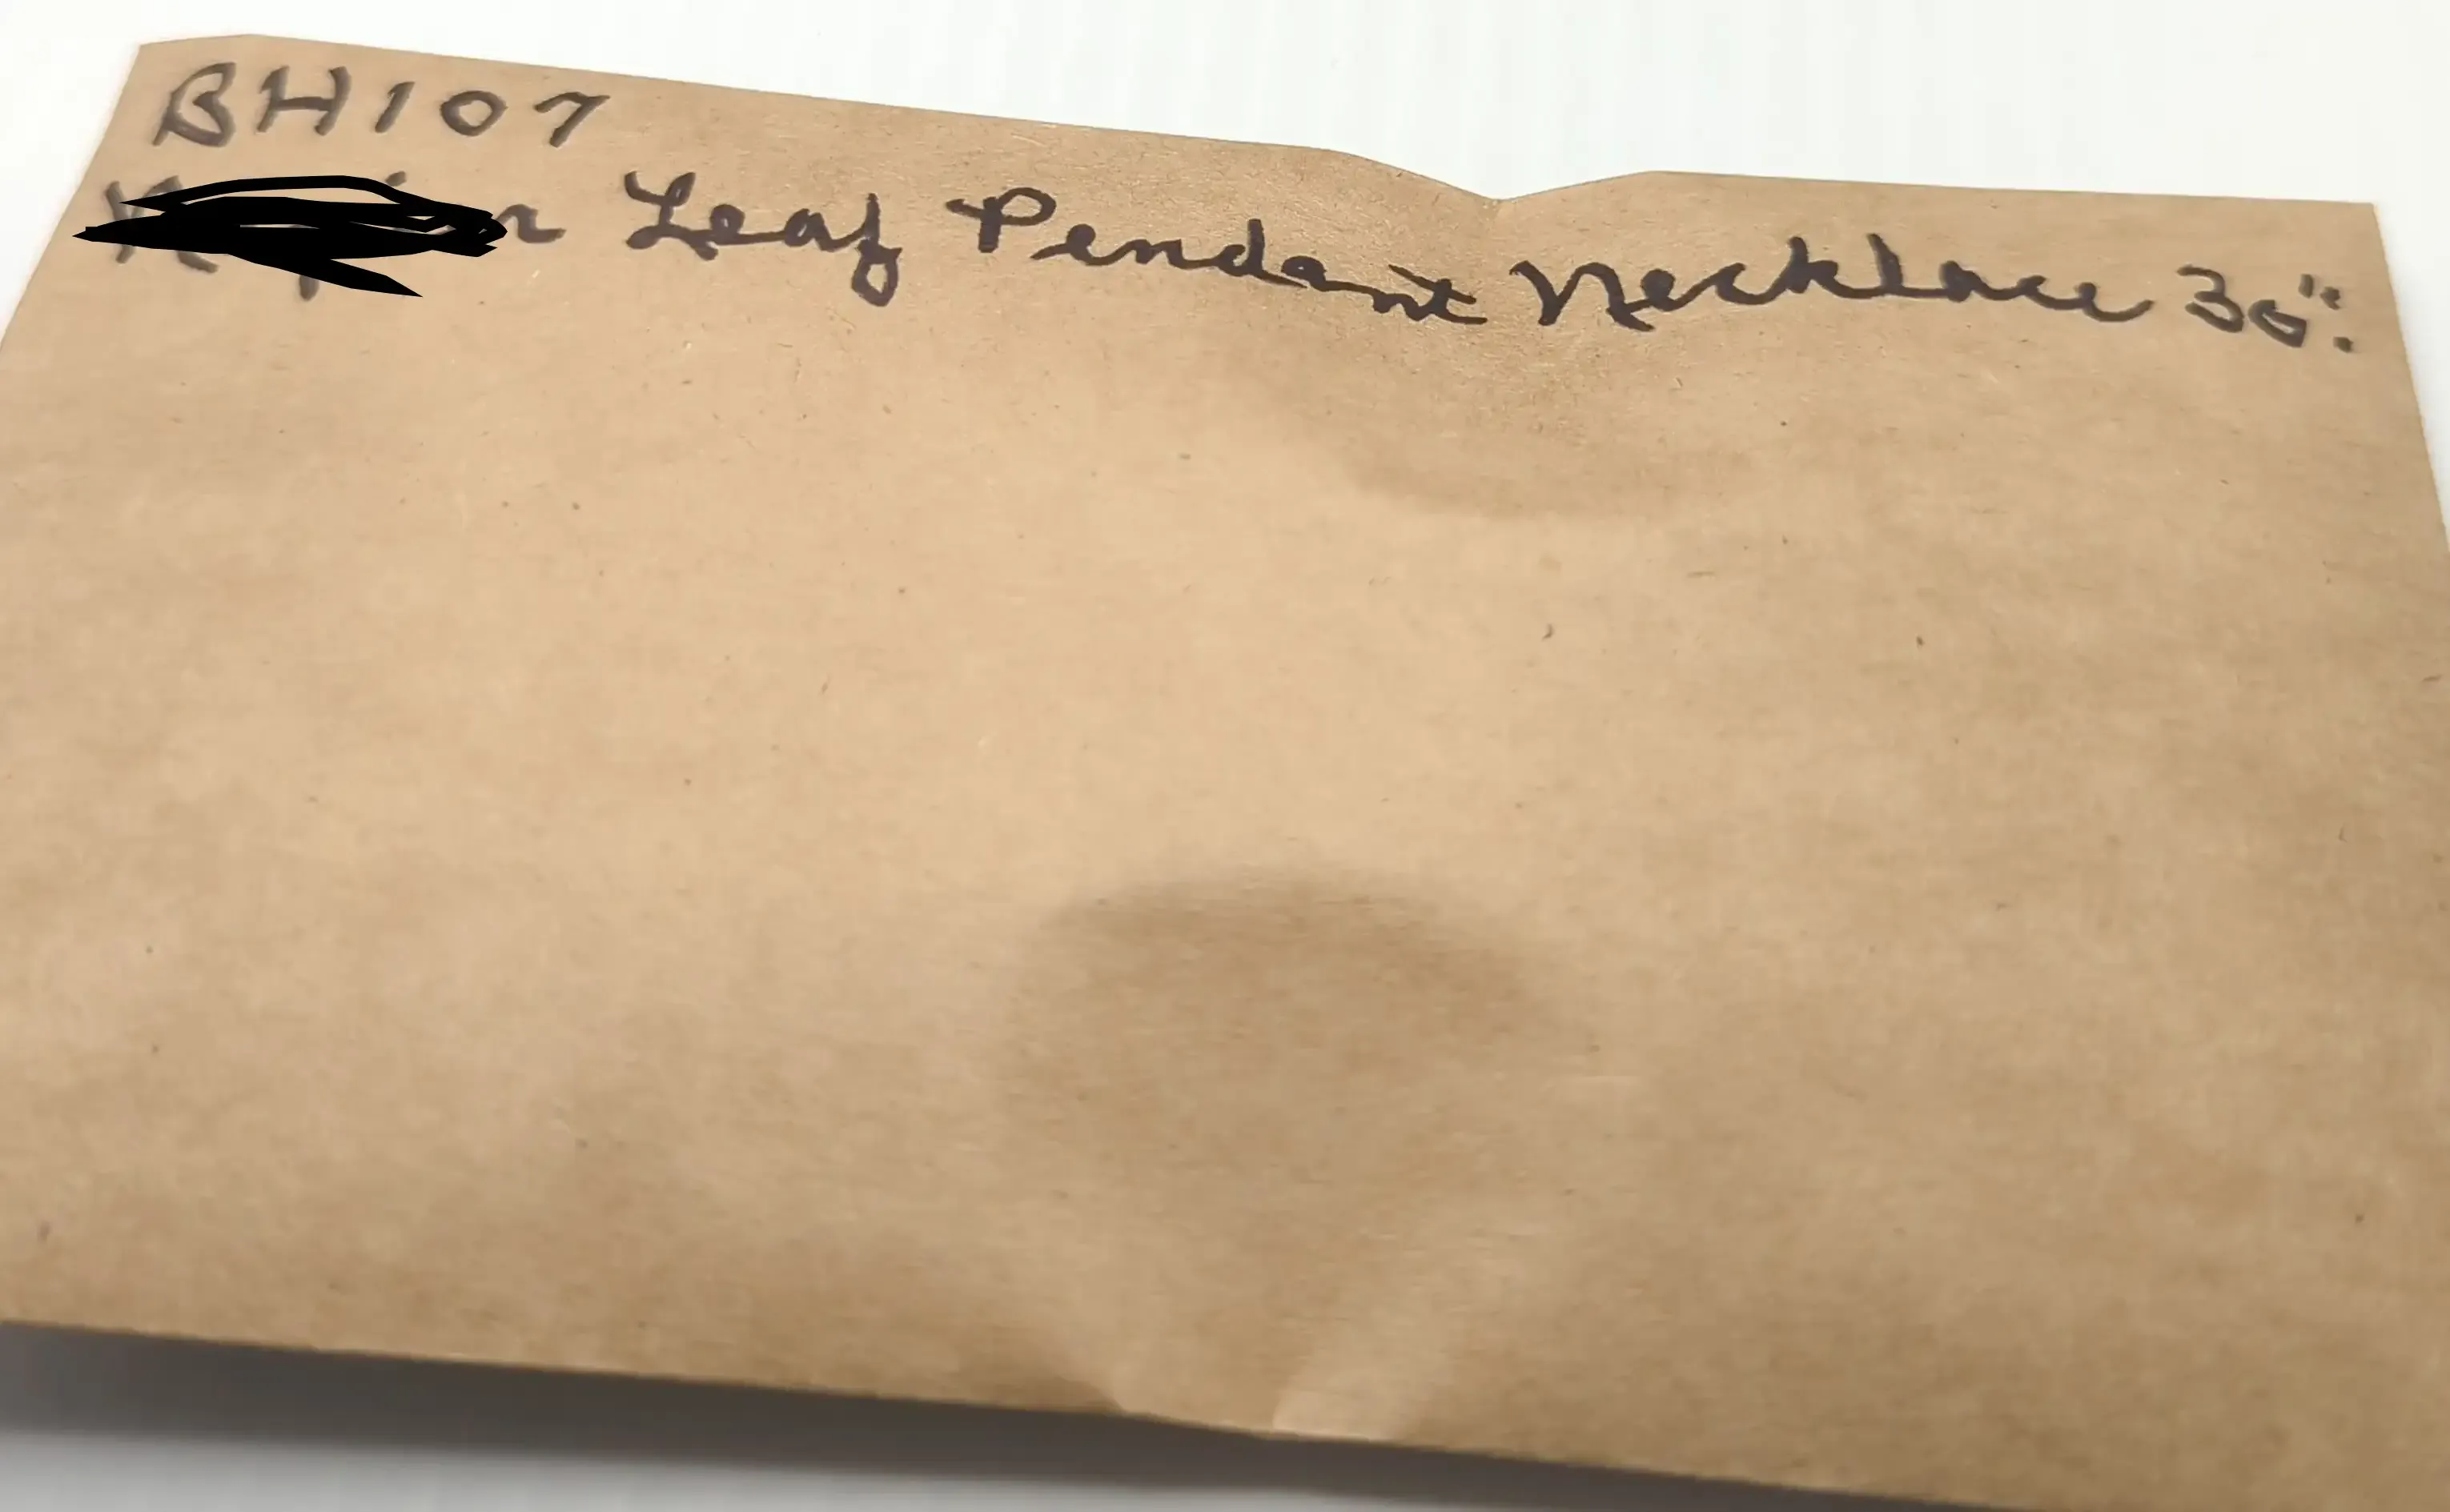 BH107
Leaf Pendant Necklace 30".